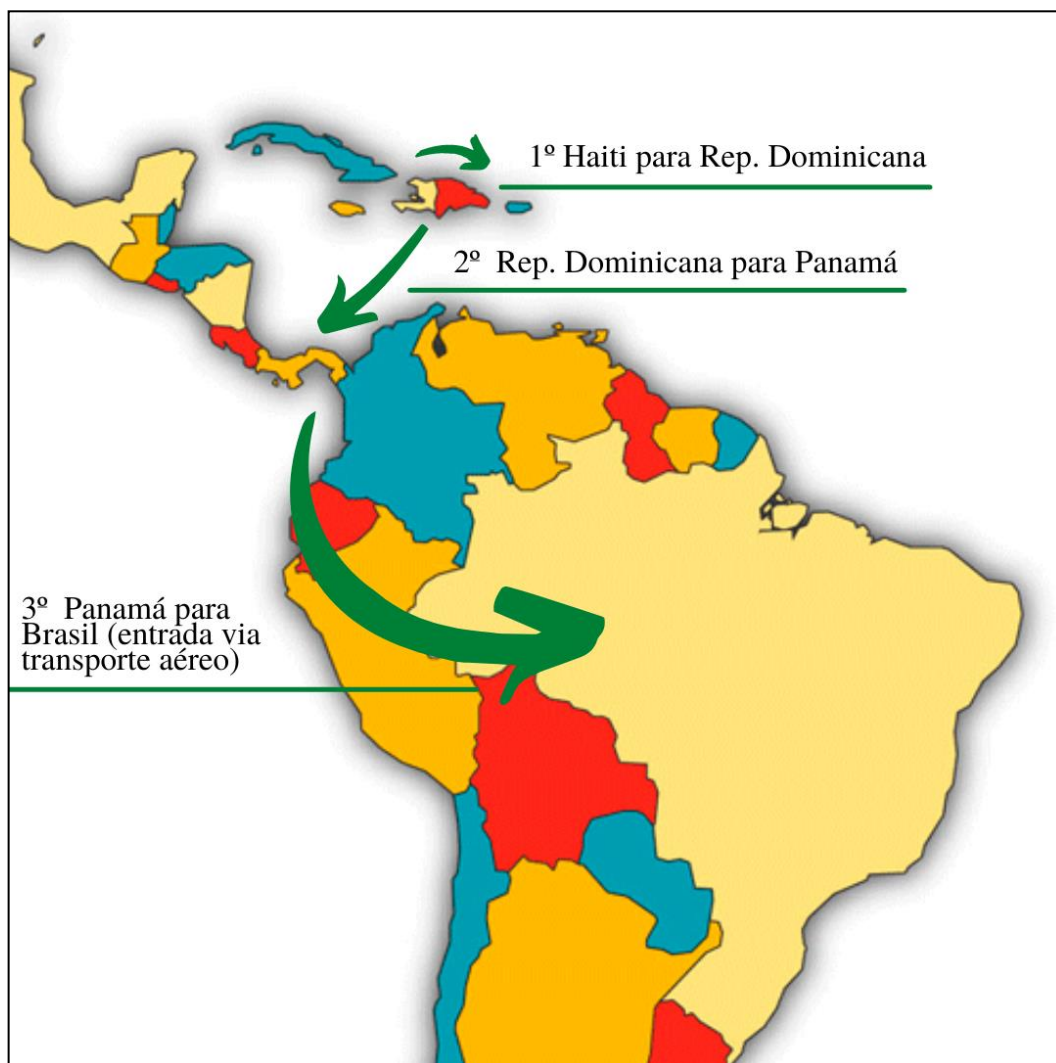 1º Haiti para Rep. Dominicana
2º Rep. Dominicana para Panamá
3º Panamá para
Brasil (entrada via
transporte aéreo)